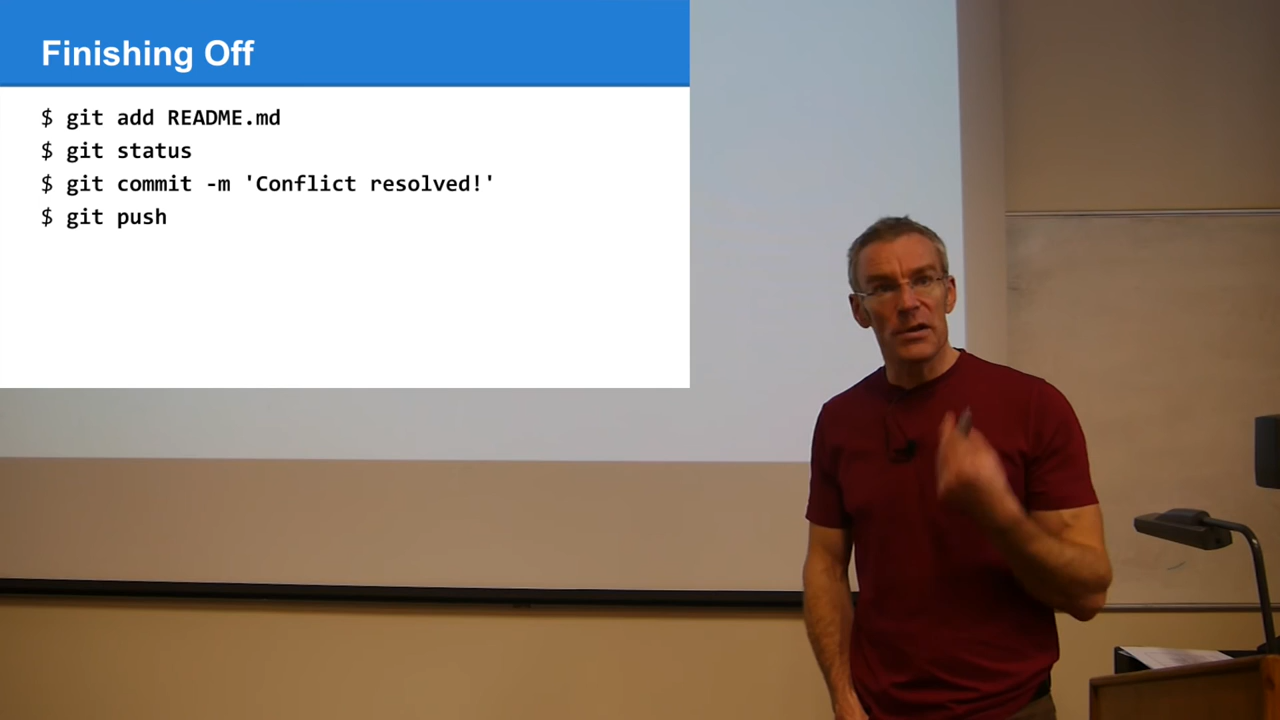 Finishing Off
$ git add README.md
$ git status
$ git commit -m 'Conflict resolved!'
$ git push